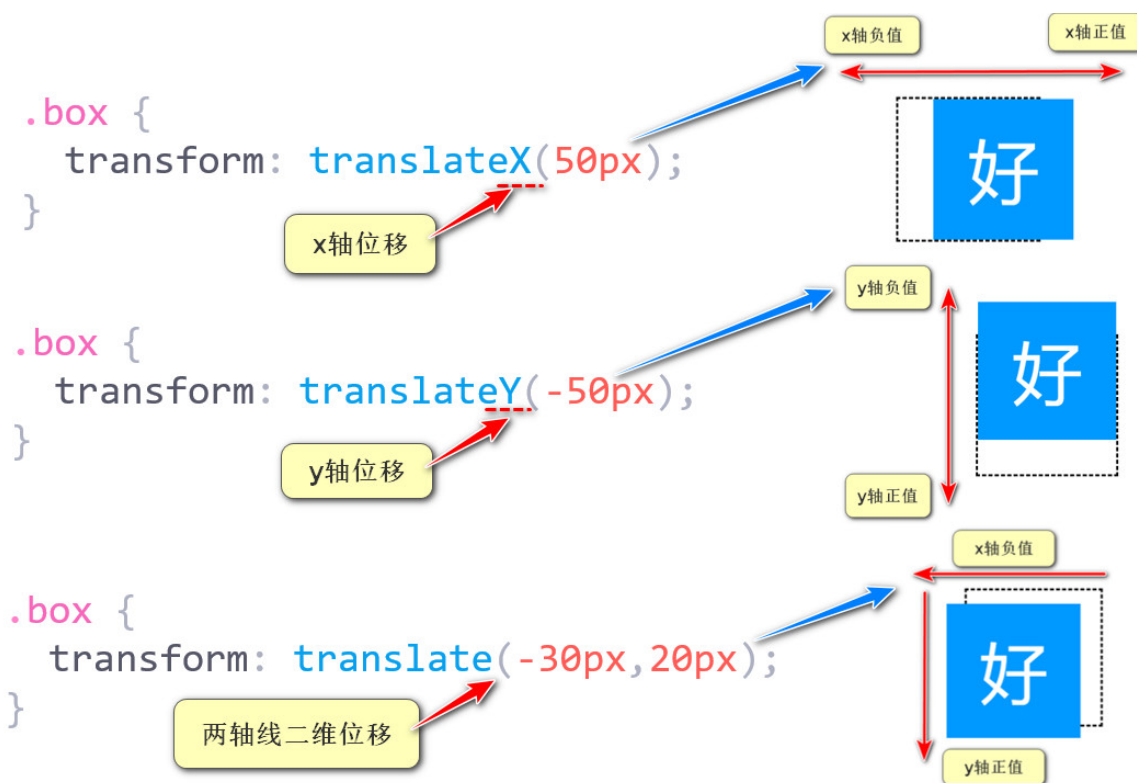 x轴负值
x轴正值
.box {
transform: translateX(50px);
}
x轴位移
好
y轴负值
.box {
transform: translateY(-50px);
}
y轴位移
好
y轴正值
x轴负值
.box {
transform: translate(-30px,20px);
}
两轴线二维位移
好
y轴正值